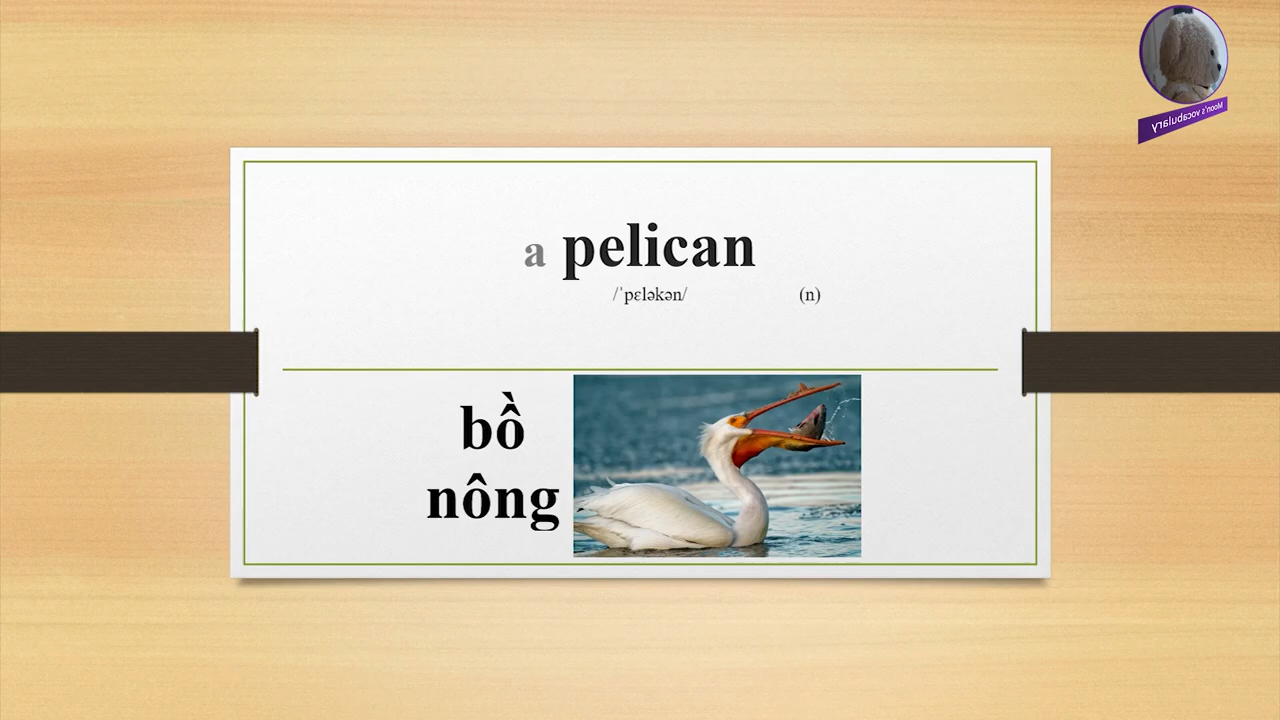 Moon's vocabulary
a pelican
/ˈpɛləkən/ (n)
bồ
nông